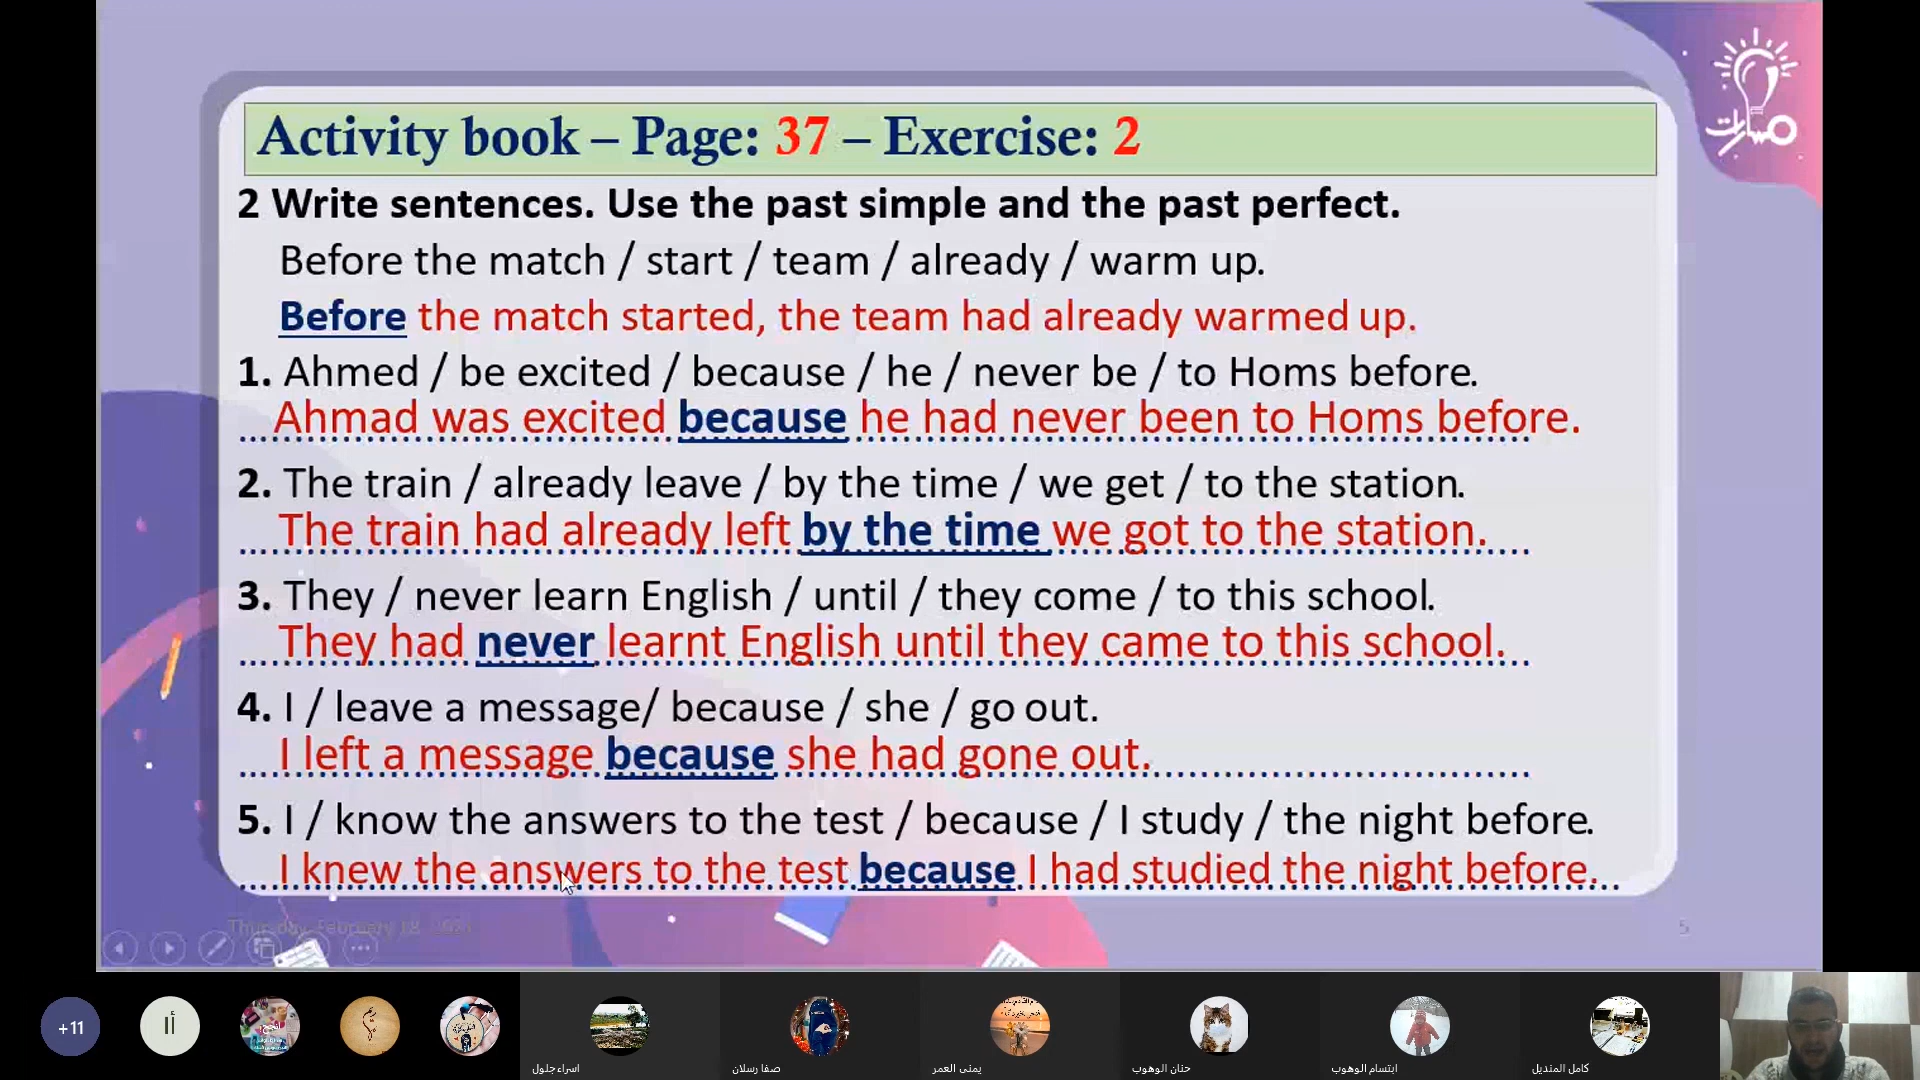 مسارات
Activity book – Page: 37 – Exercise: 2
2 Write sentences. Use the past simple and the past perfect.
Before the match / start / team / already / warm up.
Before the match started, the team had already warmed up.
1. Ahmed / be excited / because / he / never be / to Homs before.
Ahmad was excited because he had never been to Homs before.
2. The train / already leave / by the time / we get / to the station.
The train had already left by the time we got to the station.
3. They / never learn English / until / they come / to this school.
They had never learnt English until they came to this school.
4. I / leave a message/ because / she / go out.
I left a message because she had gone out.
5. I / know the answers to the test / because / I study / the night before.
I knew the answers to the test because I had studied the night before.
Thursday, February 18, 2021
5
+11
أا
اسراء جلول
صفا رسلان
يمنى العمر
حنان الوهوب
ابتسام الوهوب
كامل المنديل